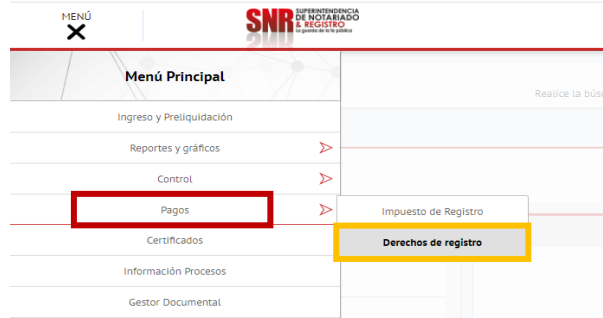 MENÚ
SNR SUPERINTENDENCIA
DE NOTARIADO
& REGISTRO
La guarda de la fe pública
Menú Principal
Realice la bús
Ingreso y Preliquidación
Reportes y gráficos
Control
Pagos
Impuesto de Registro
Certificados
Derechos de registro
Información Procesos
Gestor Documental